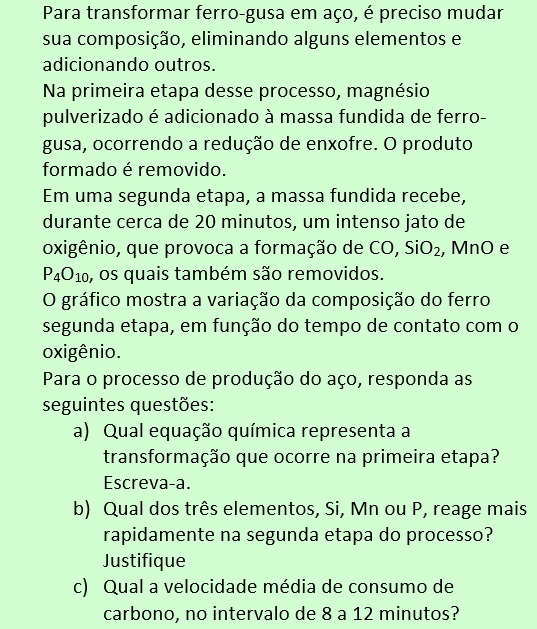 Para transformar ferro-gusa em aço, é preciso mudar
sua composição, eliminando alguns elementos e
adicionando outros.
Na primeira etapa desse processo, magnésio
pulverizado é adicionado à massa fundida de ferro-
gusa, ocorrendo a redução de enxofre. O produto
formado é removido.
Em uma segunda etapa, a massa fundida recebe,
durante cerca de 20 minutos, um intenso jato de
oxigênio, que provoca a formação de CO, SiO₂, MnO e
P₄O₁₀, os quais também são removidos.
O gráfico mostra a variação da composição do ferro
segunda etapa, em função do tempo de contato com o
oxigênio.
Para o processo de produção do aço, responda as
seguintes questões:
a) Qual equação química representa a
transformação que ocorre na primeira etapa?
Escreva-a.
b) Qual dos três elementos, Si, Mn ou P, reage mais
rapidamente na segunda etapa do processo?
Justifique
c) Qual a velocidade média de consumo de
carbono, no intervalo de 8 a 12 minutos?